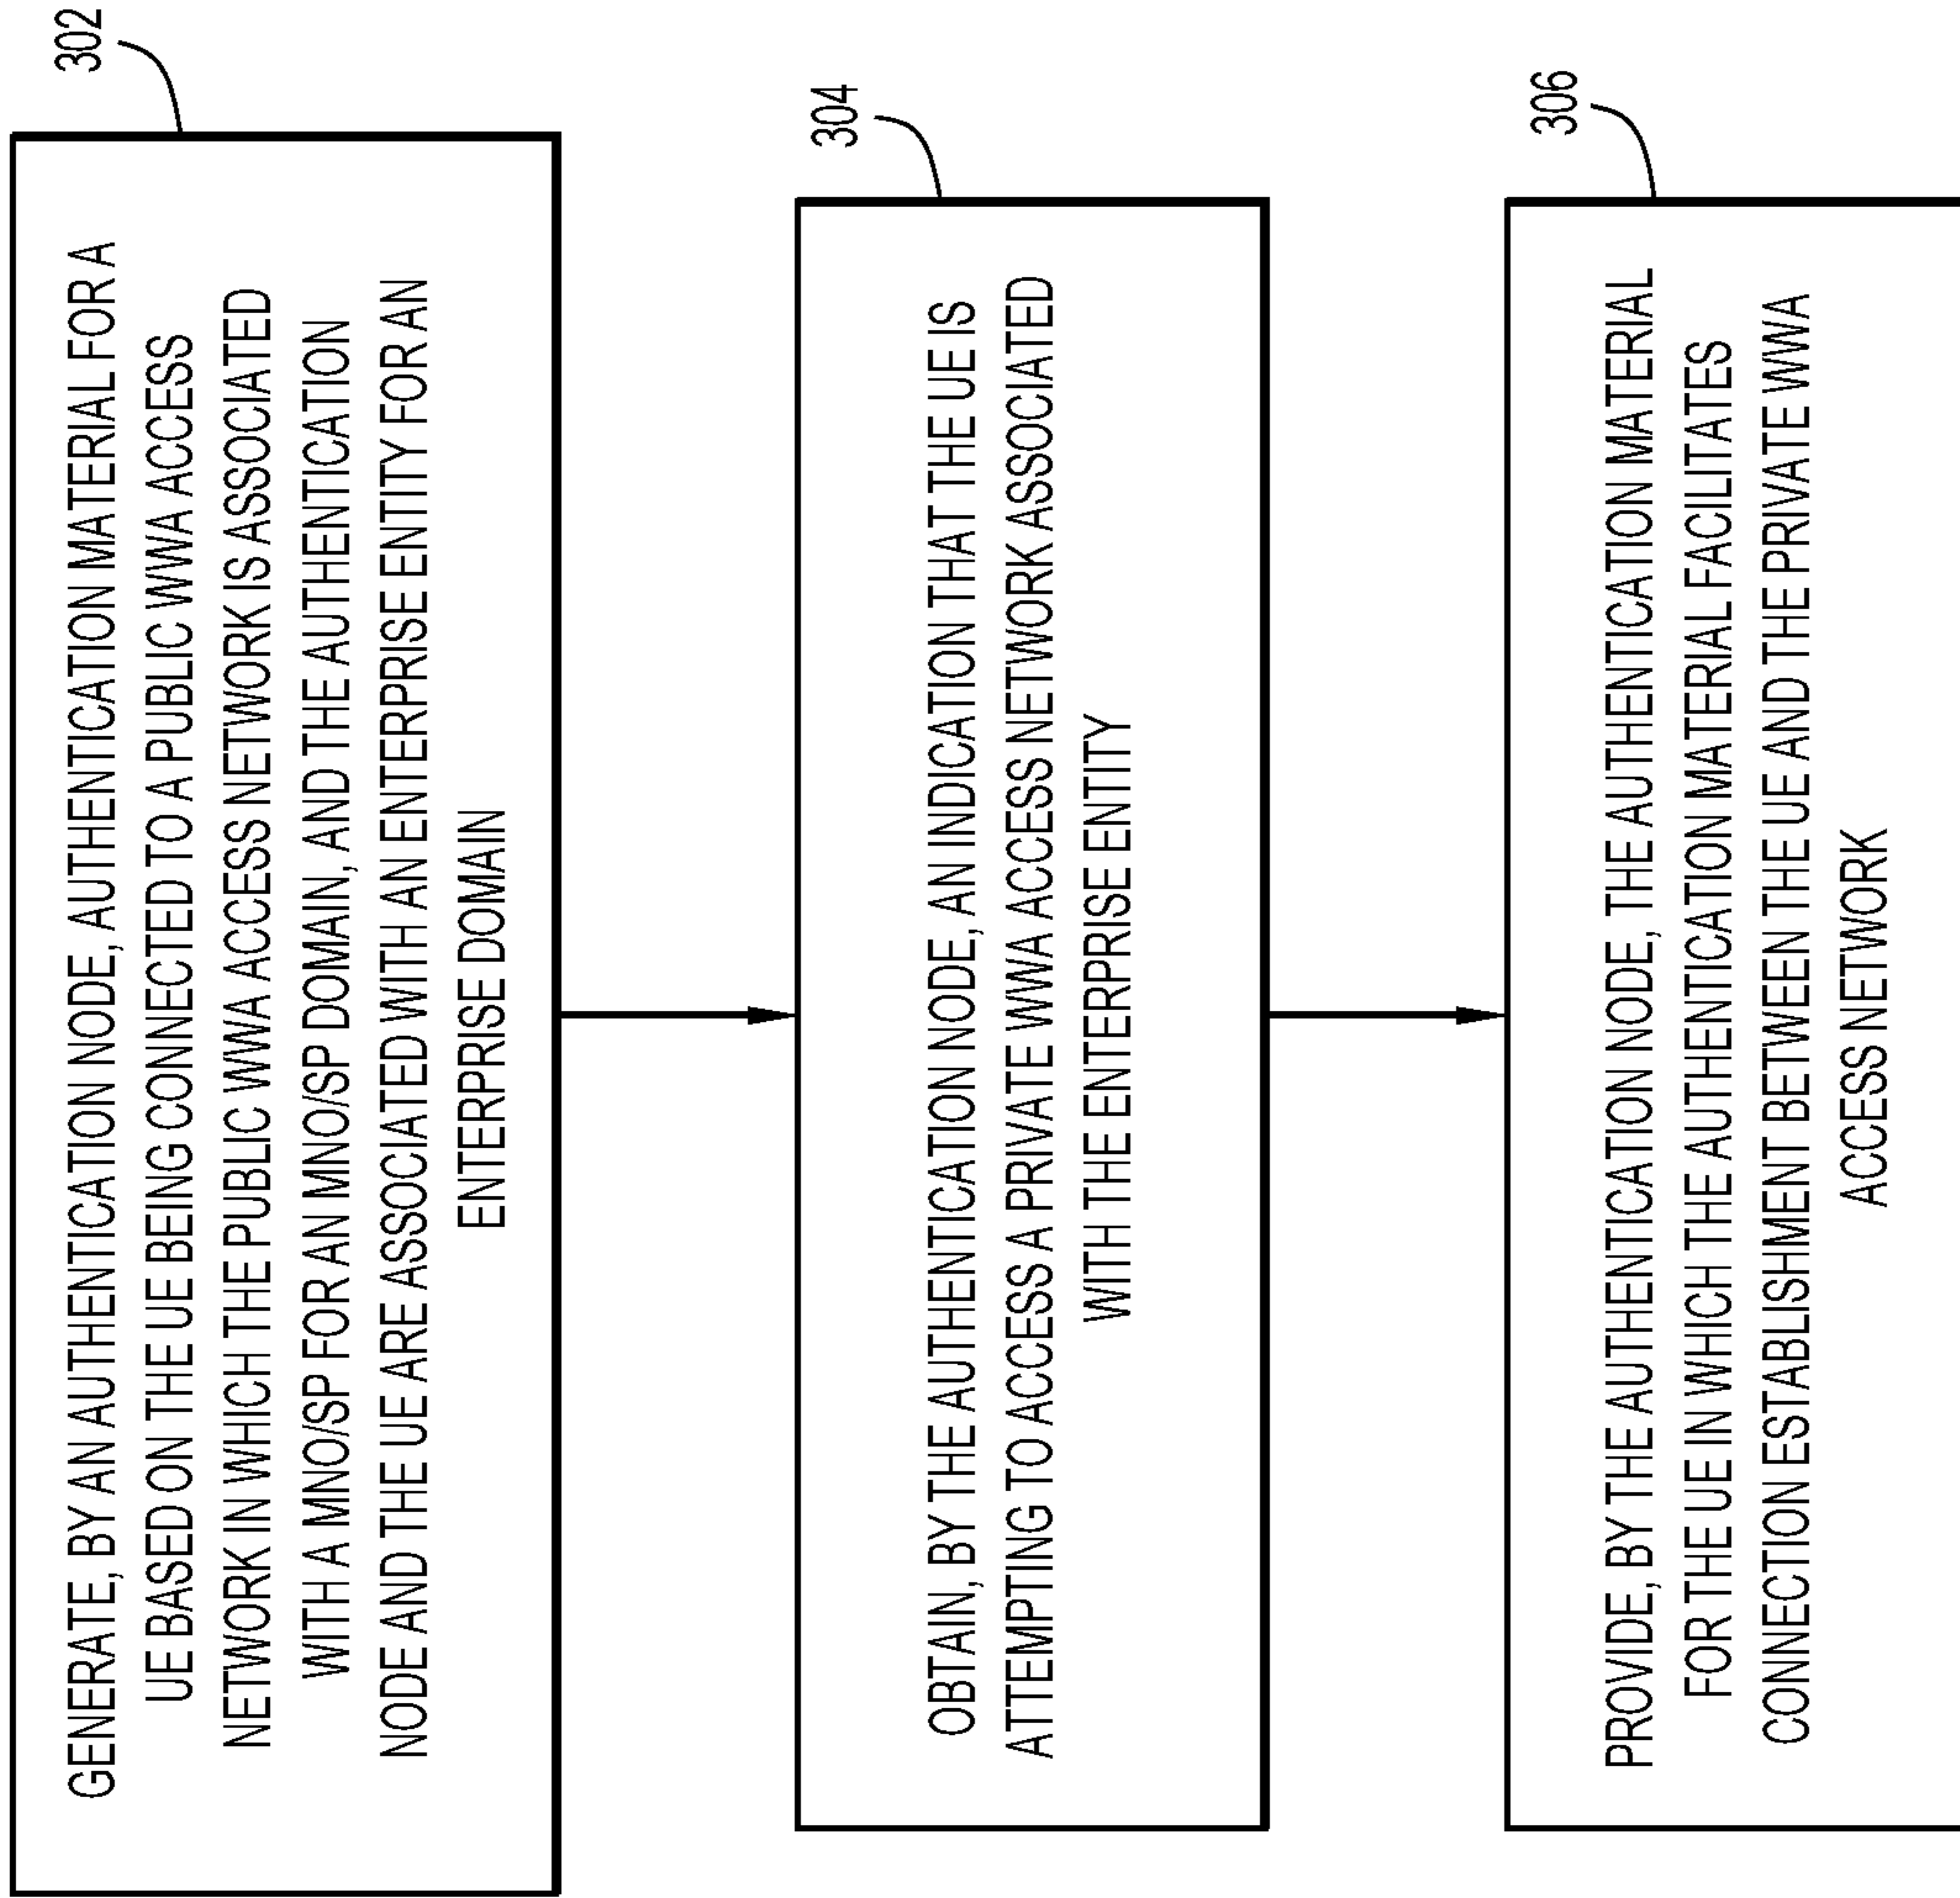 302
GENERATE, BY AN AUTHENTICATION NODE, AUTHENTICATION MATERIAL FOR A
UE BASED ON THE UE BEING CONNECTED TO A PUBLIC WWA ACCESS
NETWORK IN WHICH THE PUBLIC WWA ACCESS NETWORK IS ASSOCIATED
WITH A MNO/SP FOR AN MNO/SP DOMAIN, AND THE AUTHENTICATION
NODE AND THE UE ARE ASSOCIATED WITH AN ENTERPRISE ENTITY FOR AN
ENTERPRISE DOMAIN
304
OBTAIN, BY THE AUTHENTICATION NODE, AN INDICATION THAT THE UE IS
ATTEMPTING TO ACCESS A PRIVATE WWA ACCESS NETWORK ASSOCIATED
WITH THE ENTERPRISE ENTITY
306
PROVIDE, BY THE AUTHENTICATION NODE, THE AUTHENTICATION MATERIAL
FOR THE UE IN WHICH THE AUTHENTICATION MATERIAL FACILITATES
CONNECTION ESTABLISHMENT BETWEEN THE UE AND THE PRIVATE WWA
ACCESS NETWORK